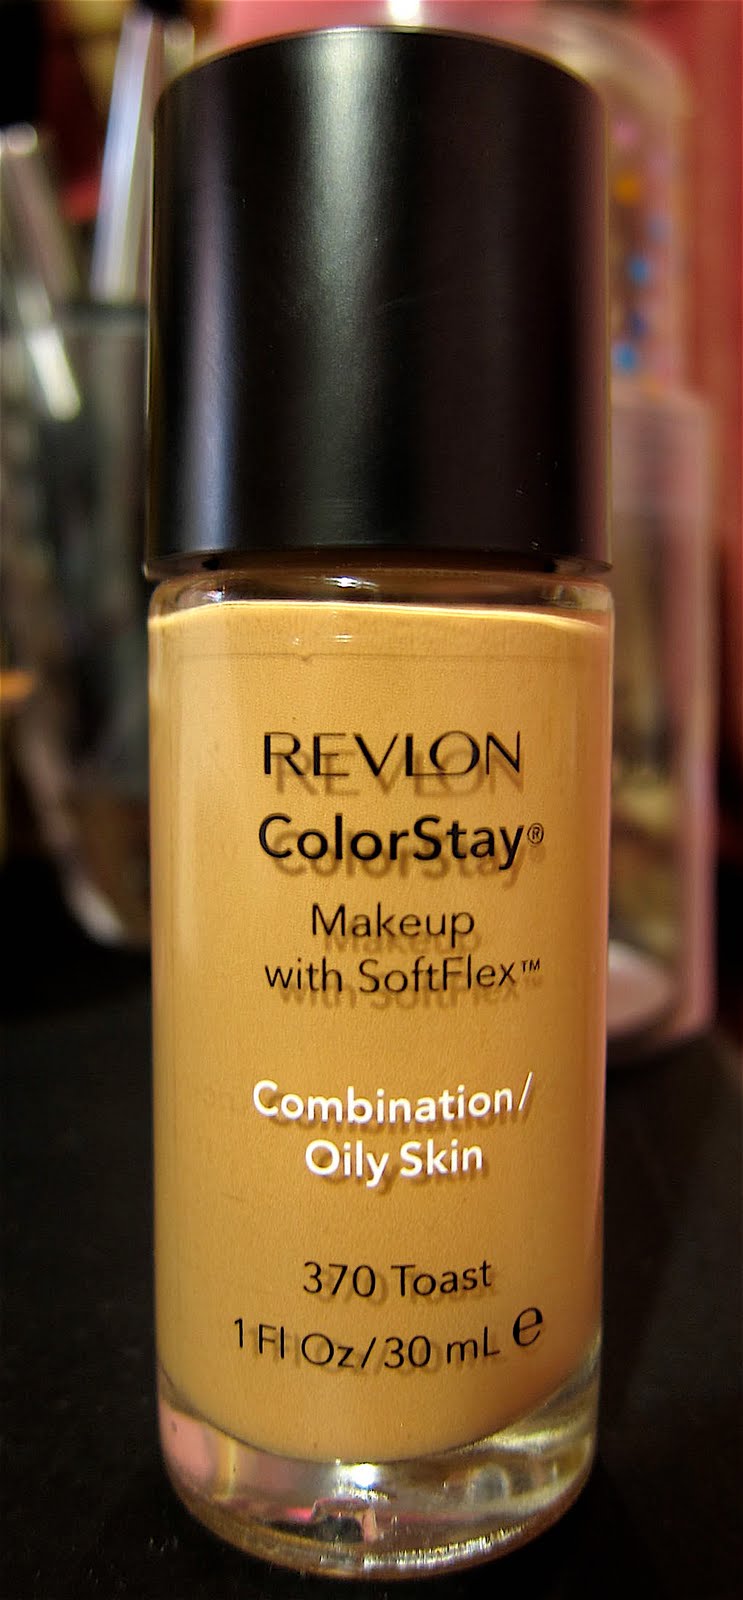 REVLON
ColorStay®
Makeup
with SoftFlex™
Combination/
Oily Skin
370 Toast
1 Fl Oz/30 mL ℮